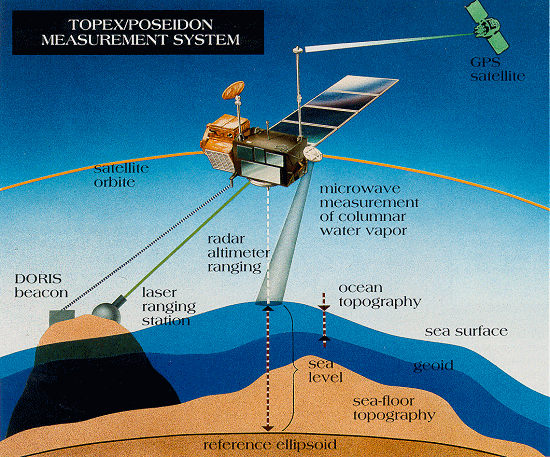 TOPEX/POSEIDON
MEASUREMENT SYSTEM
GPS
satellite
satellite
orbite
microwave
measurement
of columnar
water vapor
radar
altimeter
ranging
DORIS
beacon
laser
ranging
station
ocean
topography
sea surface
geoid
sea
level
sea-floor
topography
reference ellipsoid